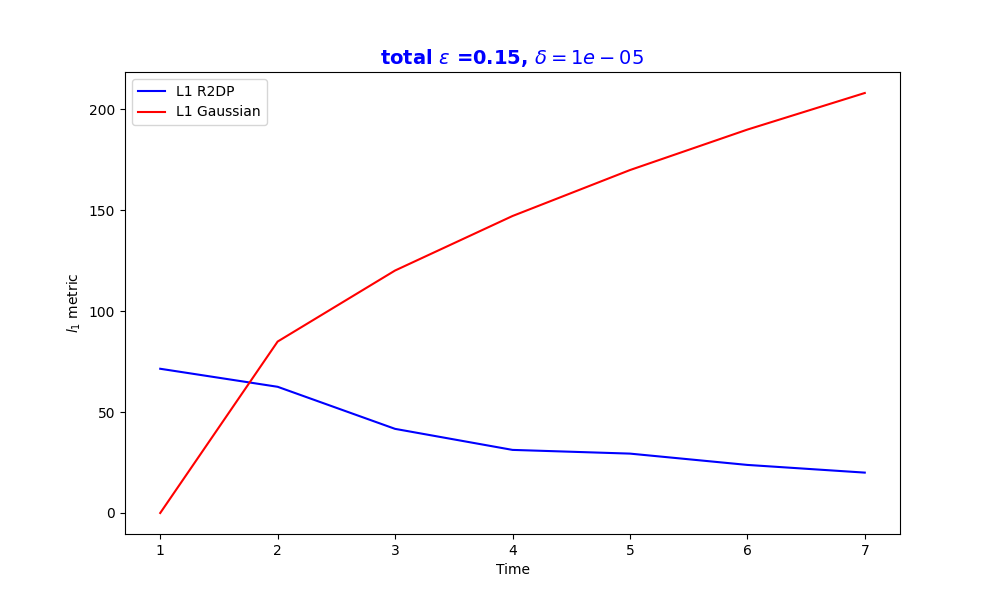 total ε =0.15, δ = 1e − 05
L1 R2DP
L1 Gaussian
200
150
100
50
0
l₁ metric
1 2 3 4 5 6 7
Time